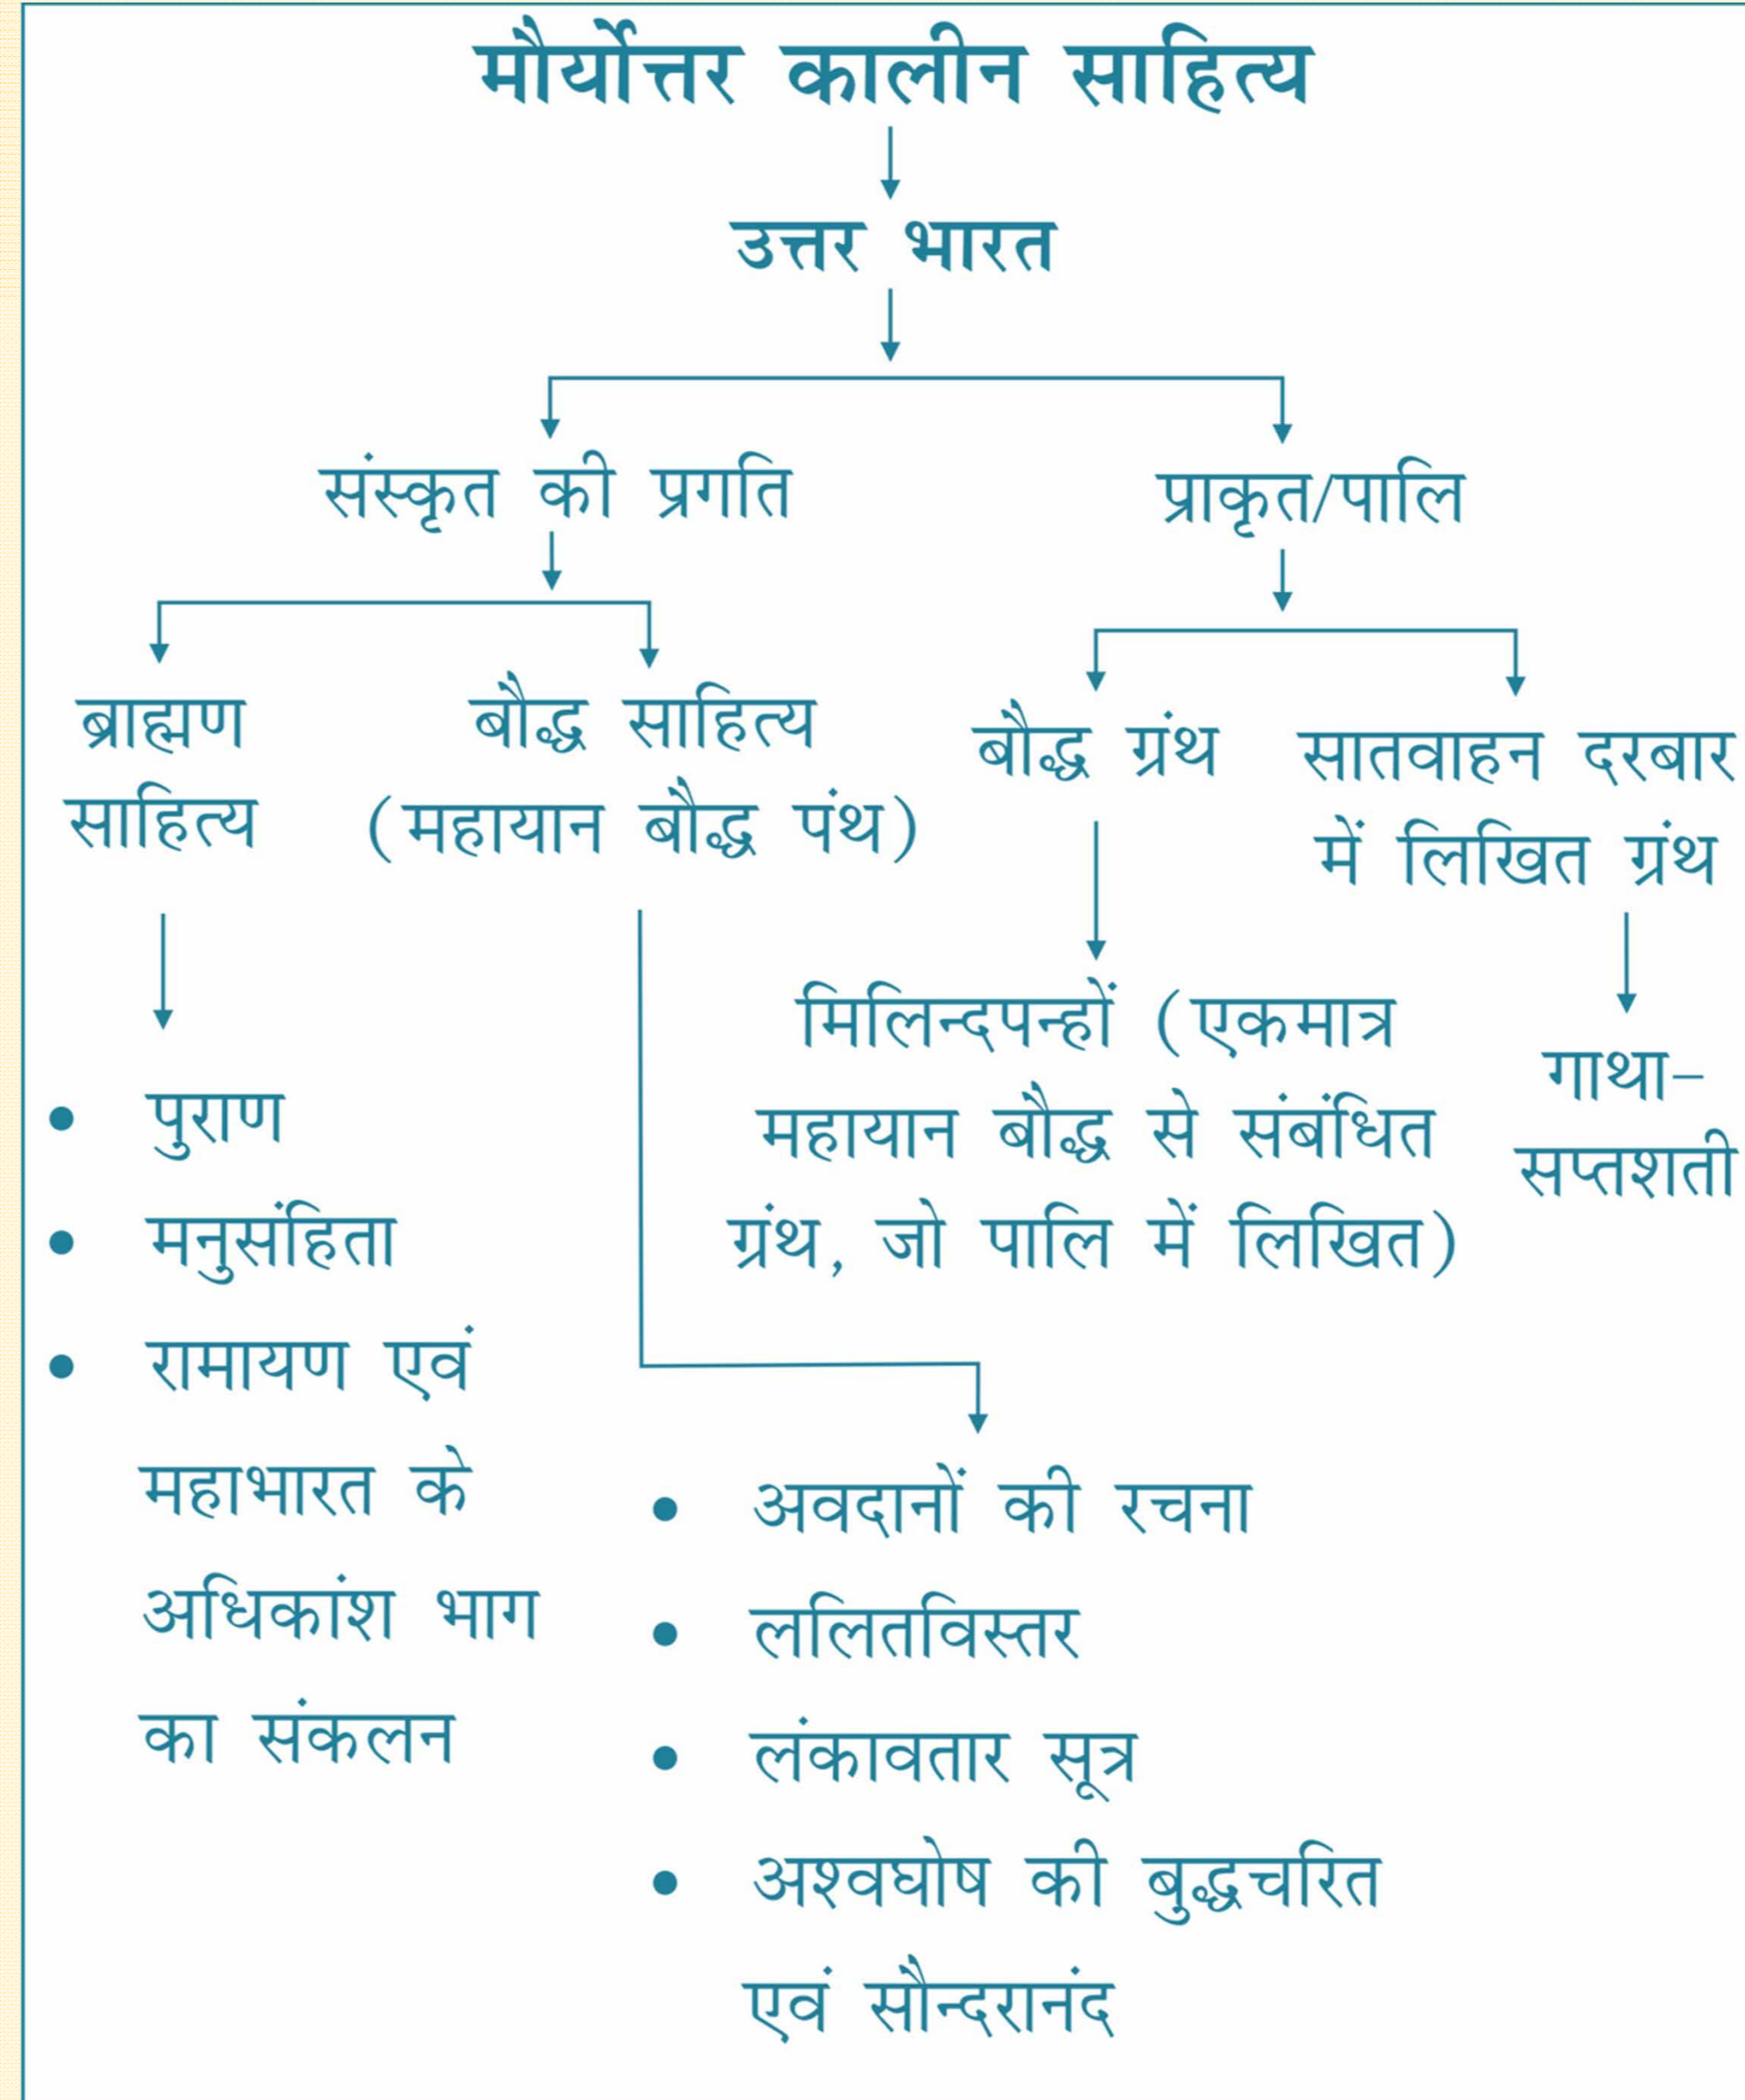 मौर्योत्तर कालीन साहित्य
उत्तर भारत
संस्कृत की प्रगति
प्राकृत/पालि
ब्राह्मण
साहित्य
बौद्ध साहित्य
(महायान बौद्ध पंथ)
बौद्ध ग्रंथ
सातवाहन दरबार
में लिखित ग्रंथ
• पुराण
• मनुसंहिता
• रामायण एवं
महाभारत के
अधिकांश भाग
का संकलन
मिलिन्दपन्हों (एकमात्र
महायान बौद्ध से संबंधित
ग्रंथ, जो पालि में लिखित)
गाथा-
सप्तशती
• अवदानों की रचना
• ललितविस्तर
• लंकावतार सूत्र
• अश्वघोष की बुद्धचरित
एवं सौन्दरानंद